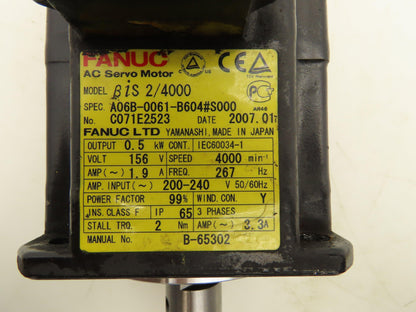 FANUC
AC Servo Motor
MODEL βiS 2/4000
SPEC. A06B-0061-B604#S000
No. C071E2523 DATE 2007.01
FANUC LTD YAMANASHI, MADE IN JAPAN
OUTPUT 0.5 kW CONT. IEC60034-1
VOLT 156 V SPEED 4000 min-1
AMP(~) 1.9 A FREQ. 267 Hz
AMP. INPUT(~) 200-240 V 50/60Hz
POWER FACTOR 99% WIND. CON. Y
INS. CLASS F IP 65 3 PHASES
STALL TRQ. 2 Nm AMP(~) 3.3A
MANUAL No. B-65302